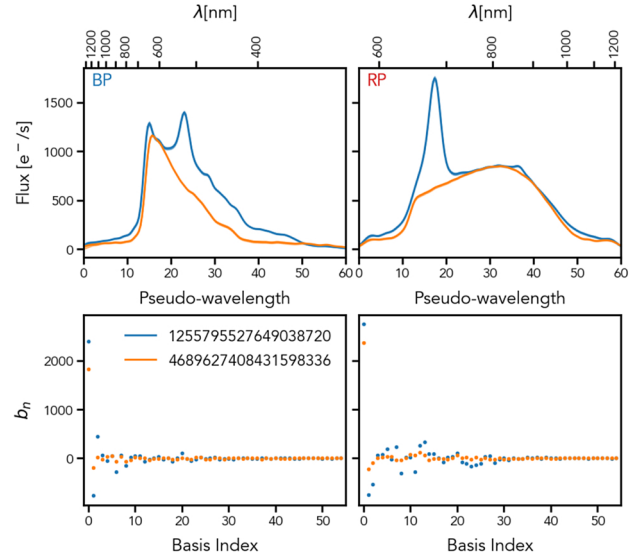 λ[nm] λ[nm]
1200 1000 800 600 400 600 800 1000 1200
BP RP
Flux [e⁻/s]
1500
1000
500
0
0 10 20 30 40 50 60 0 10 20 30 40 50 60
Pseudo-wavelength Pseudo-wavelength
1255795527649038720
4689627408431598336
bₙ
2000
1000
0
0 10 20 30 40 50 0 10 20 30 40 50
Basis Index Basis Index